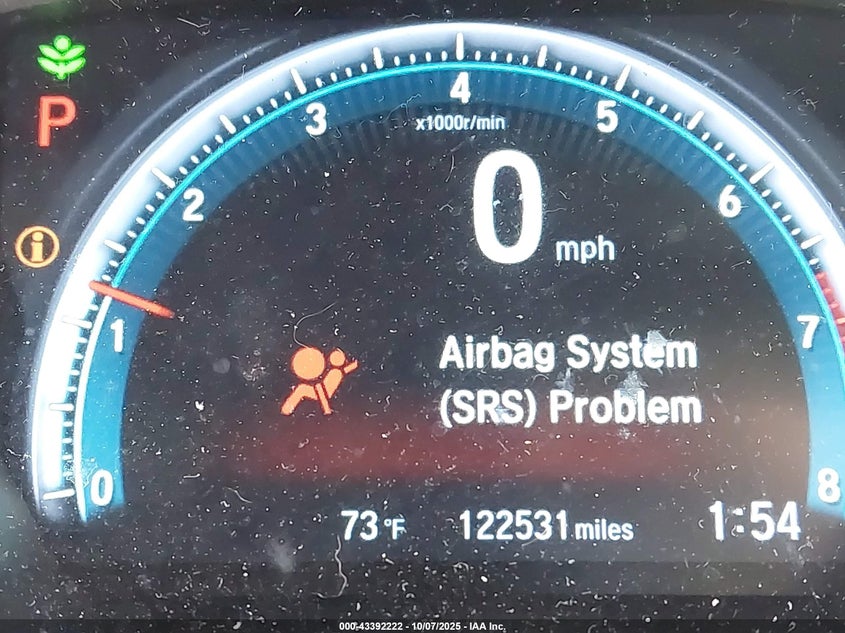 P
4
3
5
x1000r/min
2
6
0 mph
i
1
7
Airbag System
(SRS) Problem
0
8
73 °F
122531 miles
1:54
000-43392222 - 10/07/2025 - IAA Inc.